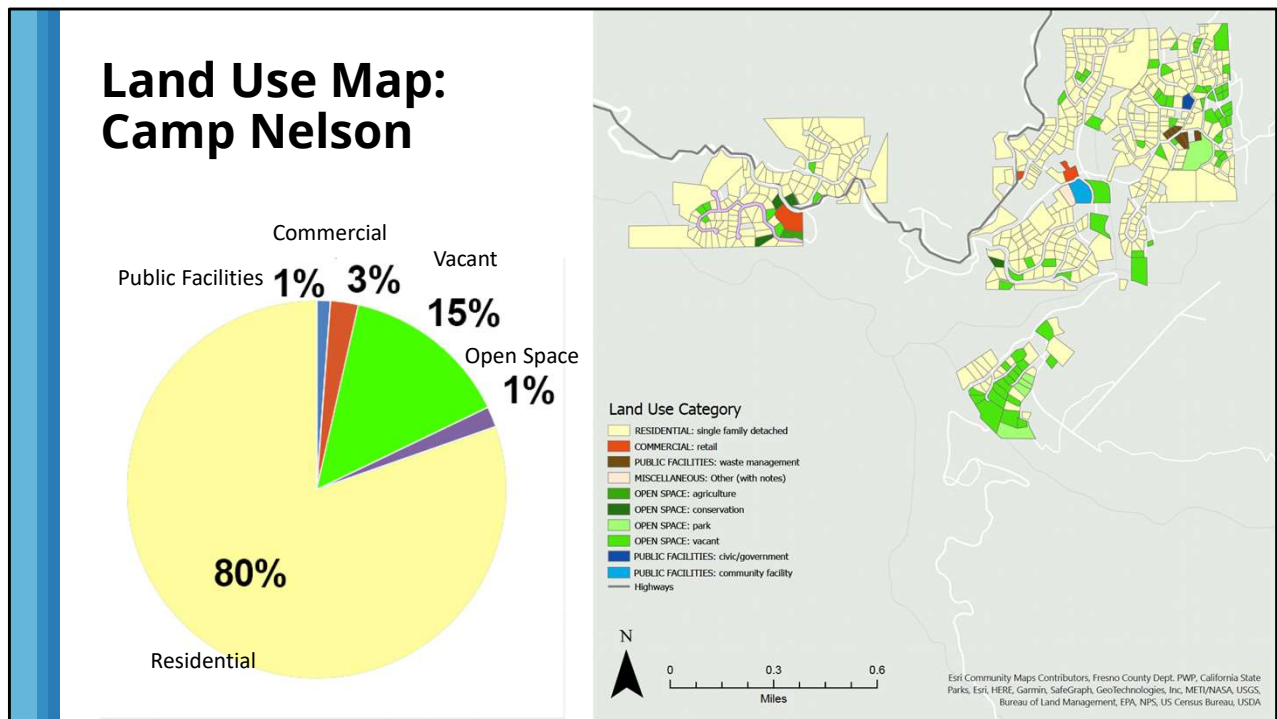 Land Use Map:
Camp Nelson
Commercial
Vacant
Public Facilities
1%
3%
15%
Open Space
1%
80%
Residential
Land Use Category
RESIDENTIAL: single family detached
COMMERCIAL: retail
PUBLIC FACILITIES: waste management
MISCELLANEOUS: Other (with notes)
OPEN SPACE: agriculture
OPEN SPACE: conservation
OPEN SPACE: park
OPEN SPACE: vacant
PUBLIC FACILITIES: civic/government
PUBLIC FACILITIES: community facility
Highways
N
0 0.3 0.6
Miles
Esri Community Maps Contributors, Fresno County Dept. PWP, California State
Parks, Esri, HERE, Garmin, SafeGraph, GeoTechnologies, Inc, METI/NASA, USGS,
Bureau of Land Management, EPA, NPS, US Census Bureau, USDA